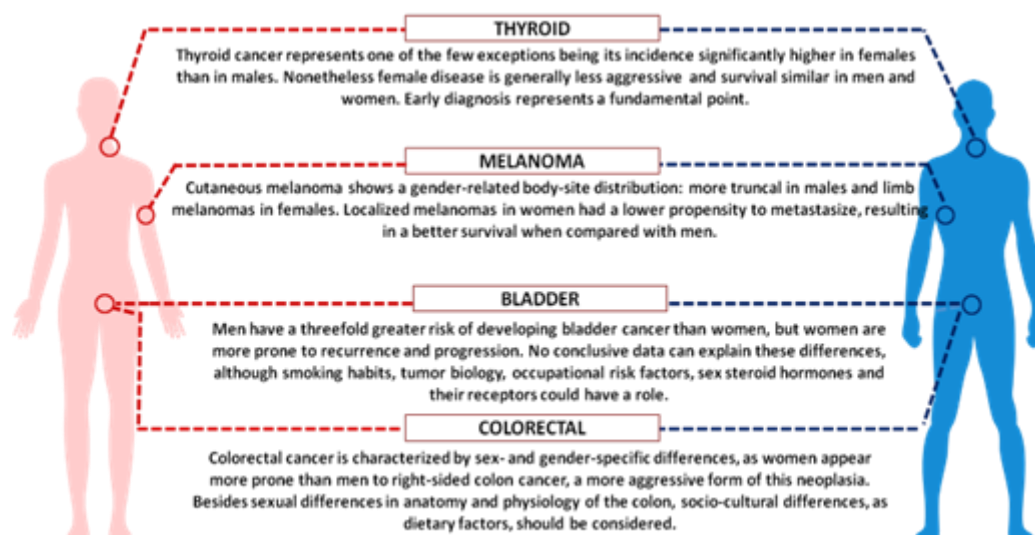 THYROID
Thyroid cancer represents one of the few exceptions being its incidence significantly higher in females
than in males. Nonetheless female disease is generally less aggressive and survival similar in men and
women. Early diagnosis represents a fundamental point.
MELANOMA
Cutaneous melanoma shows a gender-related body-site distribution: more truncal in males and limb
melanomas in females. Localized melanomas in women had a lower propensity to metastasize, resulting
in a better survival when compared with men.
BLADDER
Men have a threefold greater risk of developing bladder cancer than women, but women are
more prone to recurrence and progression. No conclusive data can explain these differences,
although smoking habits, tumor biology, occupational risk factors, sex steroid hormones and
their receptors could have a role.
COLORECTAL
Colorectal cancer is characterized by sex- and gender-specific differences, as women appear
more prone than men to right-sided colon cancer, a more aggressive form of this neoplasia.
Besides sexual differences in anatomy and physiology of the colon, socio-cultural differences, as
dietary factors, should be considered.